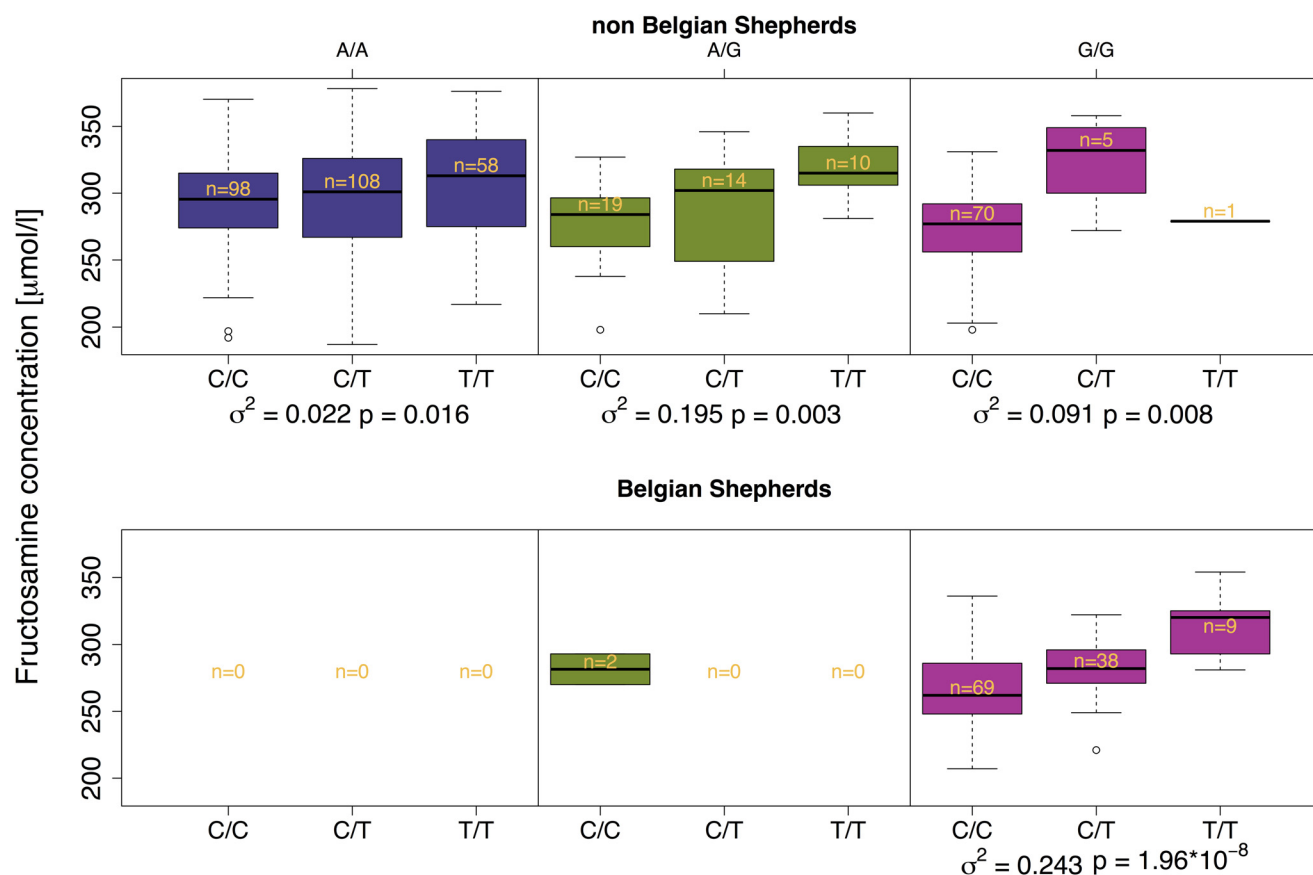 non Belgian Shepherds
A/A A/G G/G
Fructosamine concentration [μmol/l]
350
300
250
200
n=98 n=108 n=58 n=19 n=14 n=10 n=70 n=5 n=1
C/C C/T T/T C/C C/T T/T C/C C/T T/T
σ² = 0.022 p = 0.016 σ² = 0.195 p = 0.003 σ² = 0.091 p = 0.008
Belgian Shepherds
350
300
250
200
n=0 n=0 n=0 n=2 n=0 n=0 n=69 n=38 n=9
C/C C/T T/T C/C C/T T/T C/C C/T T/T
σ² = 0.243 p = 1.96*10⁻⁸